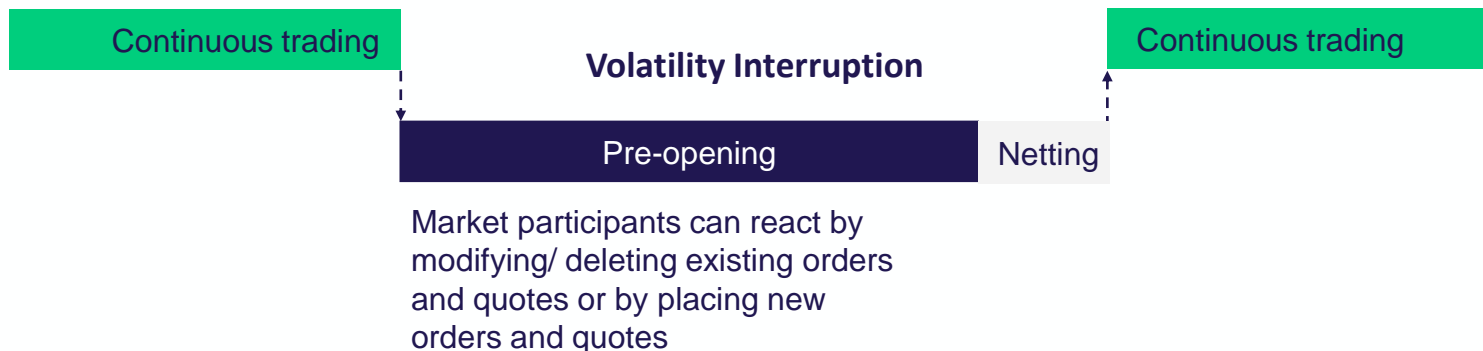 Continuous trading
Volatility Interruption
Continuous trading
Pre-opening
Netting
Market participants can react by
modifying/ deleting existing orders
and quotes or by placing new
orders and quotes